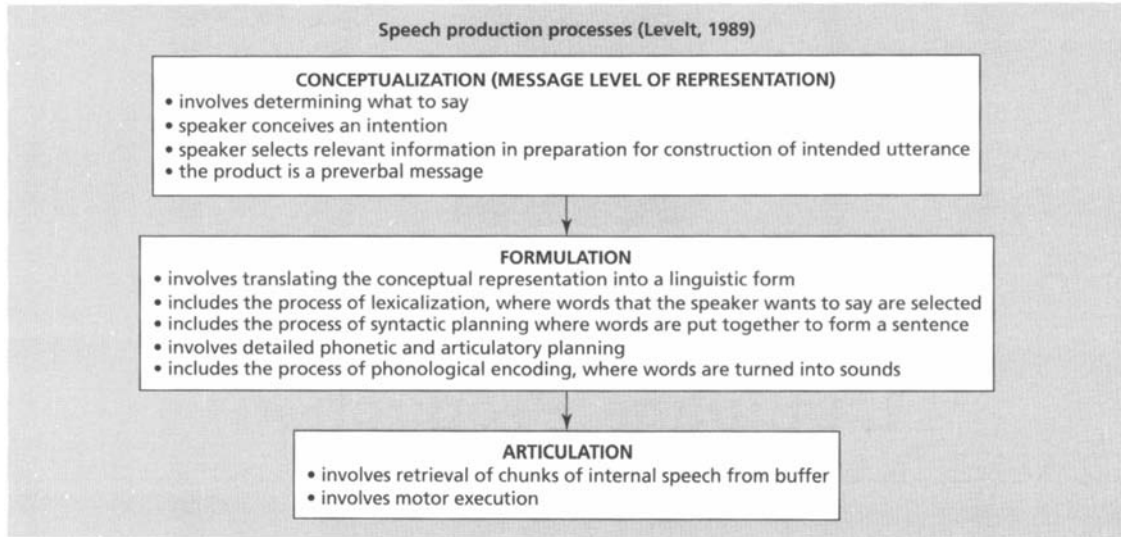 Speech production processes (Levelt, 1989)
CONCEPTUALIZATION (MESSAGE LEVEL OF REPRESENTATION)
• involves determining what to say
• speaker conceives an intention
• speaker selects relevant information in preparation for construction of intended utterance
• the product is a preverbal message
FORMULATION
• involves translating the conceptual representation into a linguistic form
• includes the process of lexicalization, where words that the speaker wants to say are selected
• includes the process of syntactic planning where words are put together to form a sentence
• involves detailed phonetic and articulatory planning
• includes the process of phonological encoding, where words are turned into sounds
ARTICULATION
• involves retrieval of chunks of internal speech from buffer
• involves motor execution